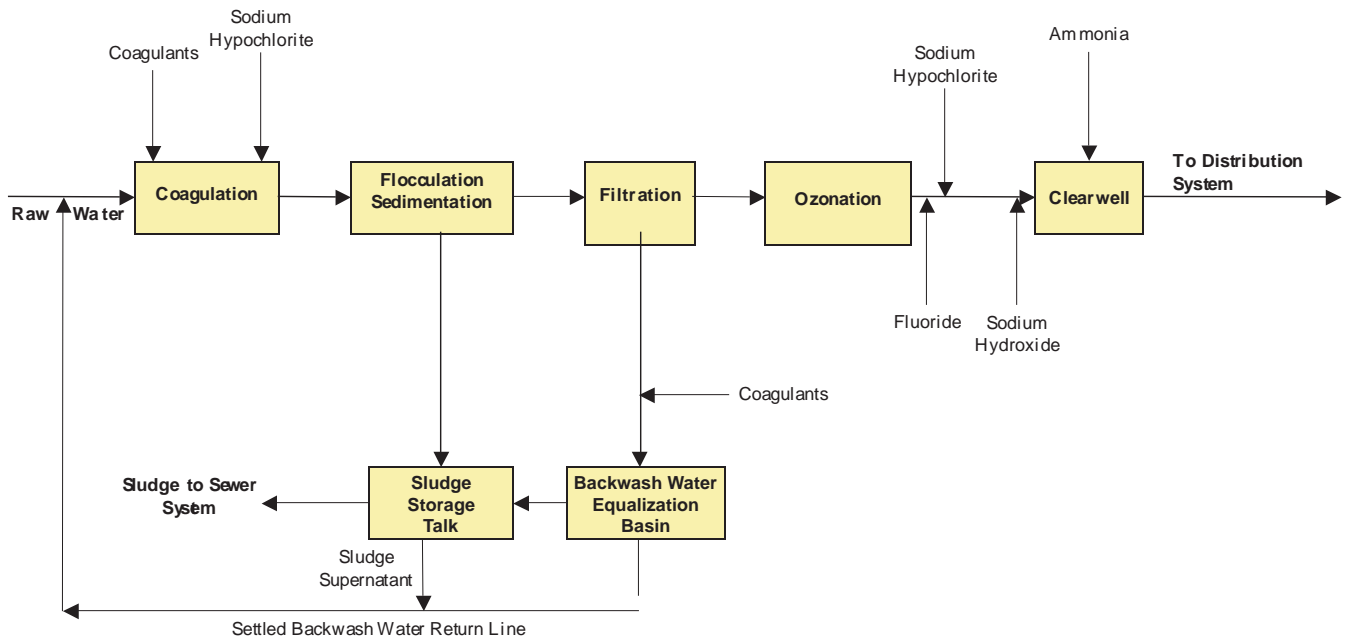 Sodium
Hypochlorite
Coagulants
Ammonia
Sodium
Hypochlorite
Raw Water
Coagulation
Flocculation
Sedimentation
Filtration
Ozonation
Clearwell
To Distribution
System
Fluoride
Sodium
Hydroxide
Coagulants
Sludge to Sewer
System
Sludge
Storage
Talk
Backwash Water
Equalization
Basin
Sludge
Supernatant
Settled Backwash Water Return Line